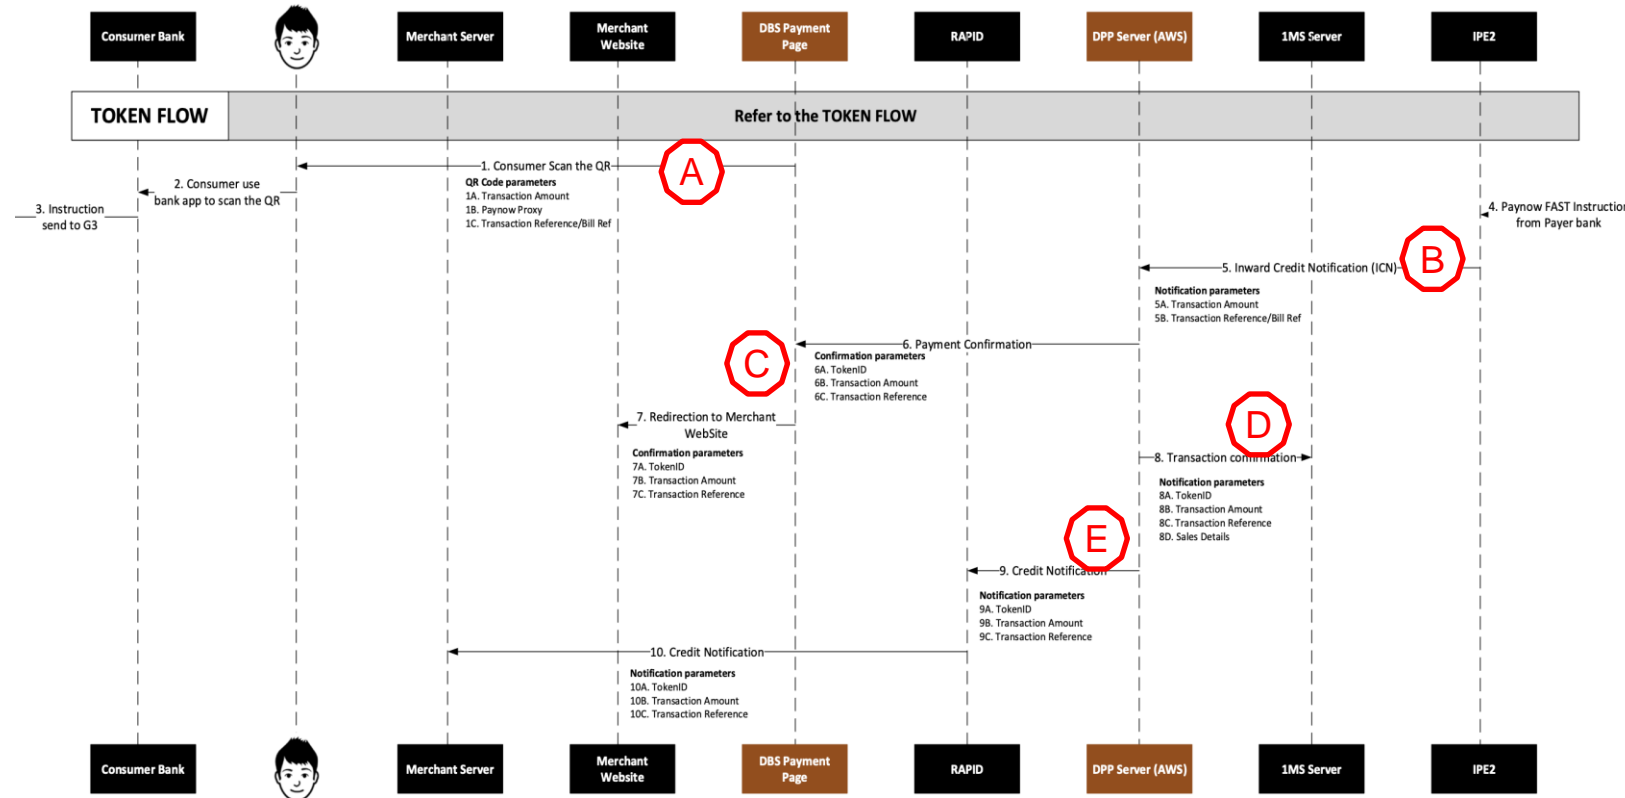 Consumer Bank
Merchant Server
Merchant
Website
DBS Payment
Page
RAPID
DPP Server (AWS)
1MS Server
IPE2
TOKEN FLOW
Refer to the TOKEN FLOW
1. Consumer Scan the QR
A
QR Code parameters
1A. Transaction Amount
1B. Paynow Proxy
1C. Transaction Reference/Bill Ref
2. Consumer use
bank app to scan the QR
3. Instruction
send to G3
4. Paynow FAST Instruction
from Payer bank
B
5. Inward Credit Notification (ICN)
Notification parameters
5A. Transaction Amount
5B. Transaction Reference/Bill Ref
6. Payment Confirmation
C
Confirmation parameters
6A. TokenID
6B. Transaction Amount
6C. Transaction Reference
7. Redirection to Merchant
WebSite
Confirmation parameters
7A. TokenID
7B. Transaction Amount
7C. Transaction Reference
D
8. Transaction confirmation
Notification parameters
8A. TokenID
8B. Transaction Amount
8C. Transaction Reference
8D. Sales Details
E
9. Credit Notification
Notification parameters
9A. TokenID
9B. Transaction Amount
9C. Transaction Reference
10. Credit Notification
Notification parameters
10A. TokenID
10B. Transaction Amount
10C. Transaction Reference
Consumer Bank
Merchant Server
Merchant
Website
DBS Payment
Page
RAPID
DPP Server (AWS)
1MS Server
IPE2